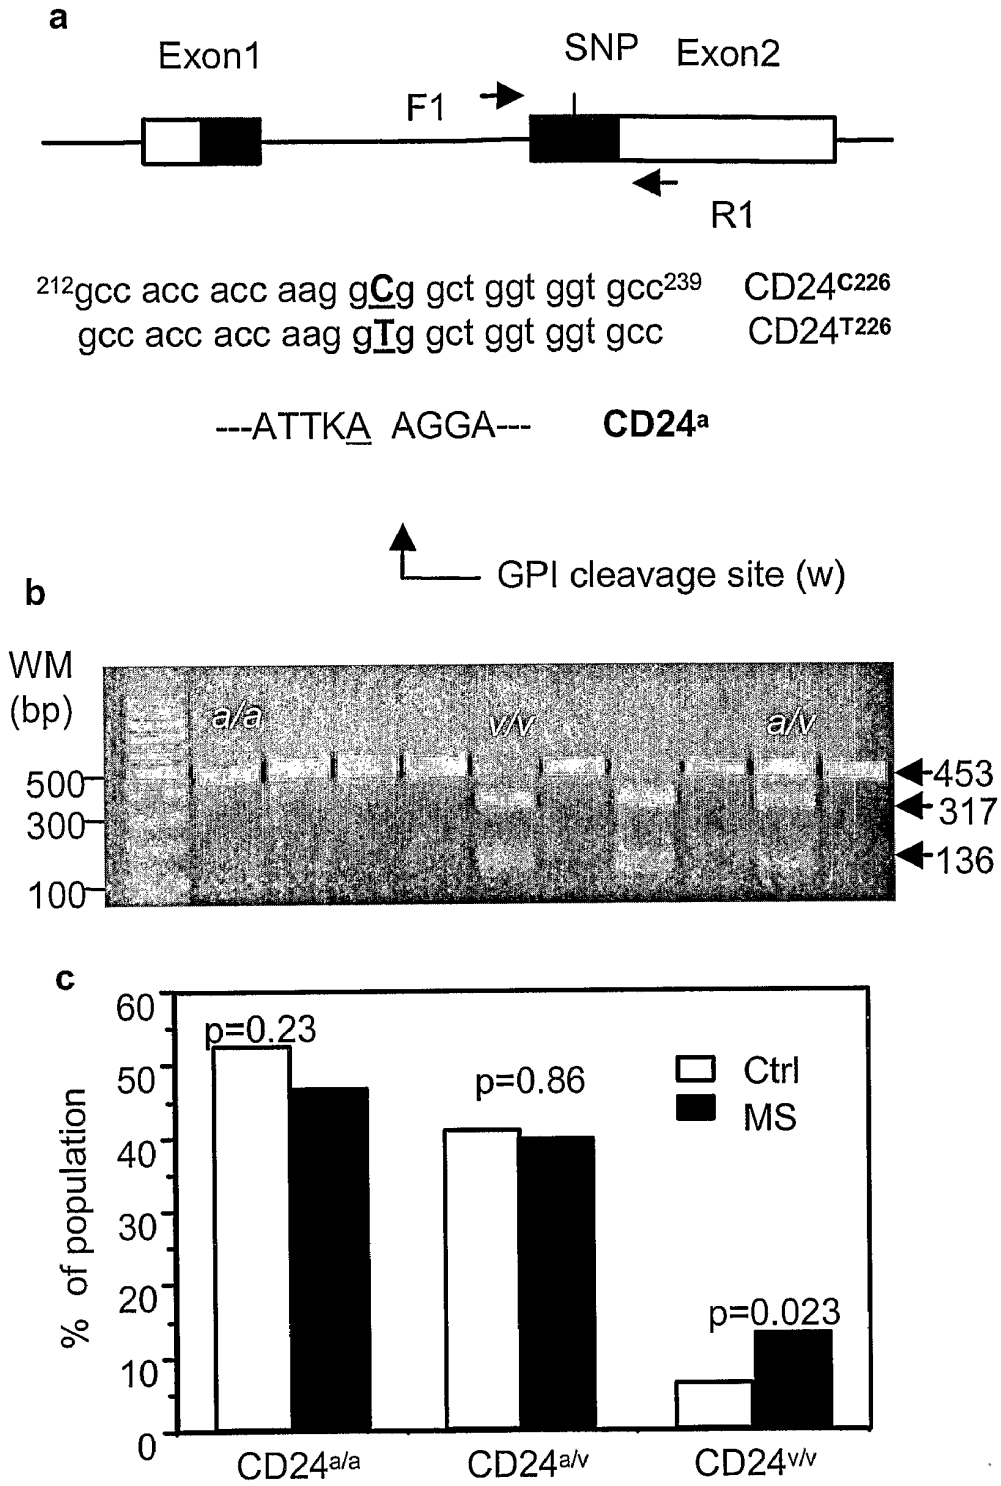 a
Exon1
SNP
Exon2
F1
R1
²¹²gcc acc acc aag gCg gct ggt ggt gcc²³⁹ CD24C226
gcc acc acc aag gTg gct ggt ggt gcc CD24T226
---ATTKA AGGA--- CD24ᵃ
GPI cleavage site (w)
b
WM
(bp)
a/a
v/v
a/v
500
300
100
453
317
136
c
60
50
40
30
20
10
0
% of population
p=0.23
p=0.86
p=0.023
Ctrl
MS
CD24a/a
CD24a/v
CD24v/v